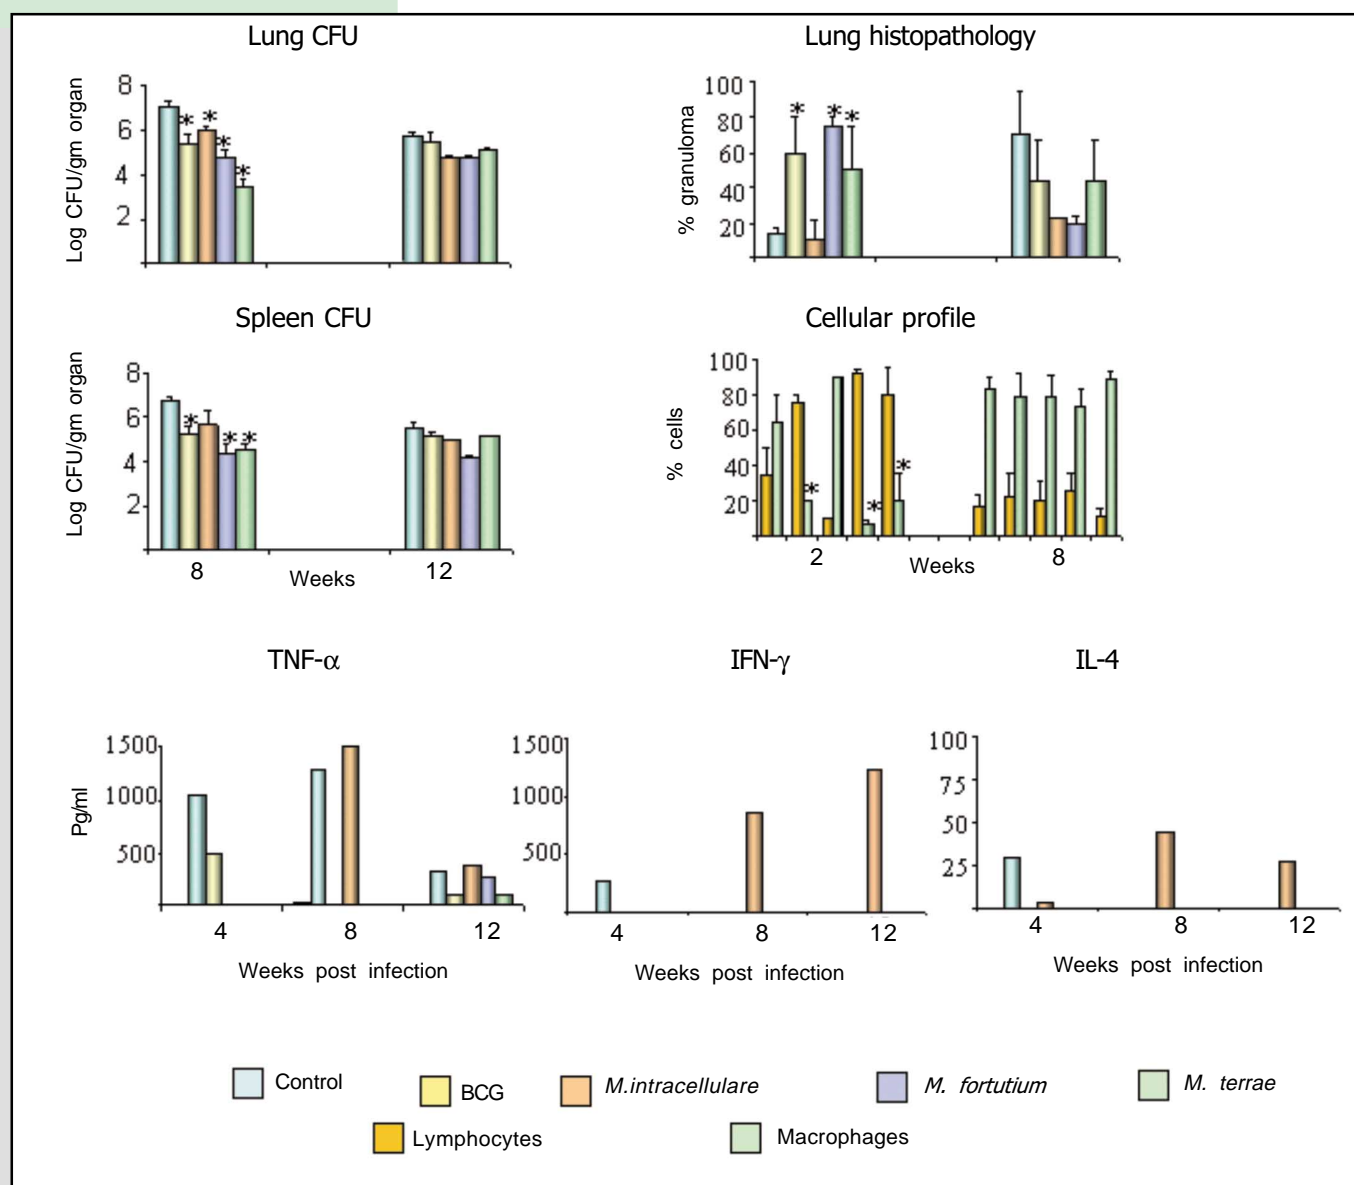 Lung CFU
Log CFU/gm organ
8
6
4
2
* * * *
Lung histopathology
% granuloma
100
80
60
40
20
* * *
Spleen CFU
Log CFU/gm organ
8
6
4
2
* * *
8 12
Weeks
Cellular profile
% cells
100
80
60
40
20
* * *
2 8
Weeks
TNF-α
Pg/ml
1500
1000
500
4 8 12
Weeks post infection
IFN-γ
1500
1000
500
4 8 12
Weeks post infection
IL-4
100
75
50
25
4 8 12
Weeks post infection
Control BCG M.intracellulare M. fortutium M. terrae
Lymphocytes Macrophages